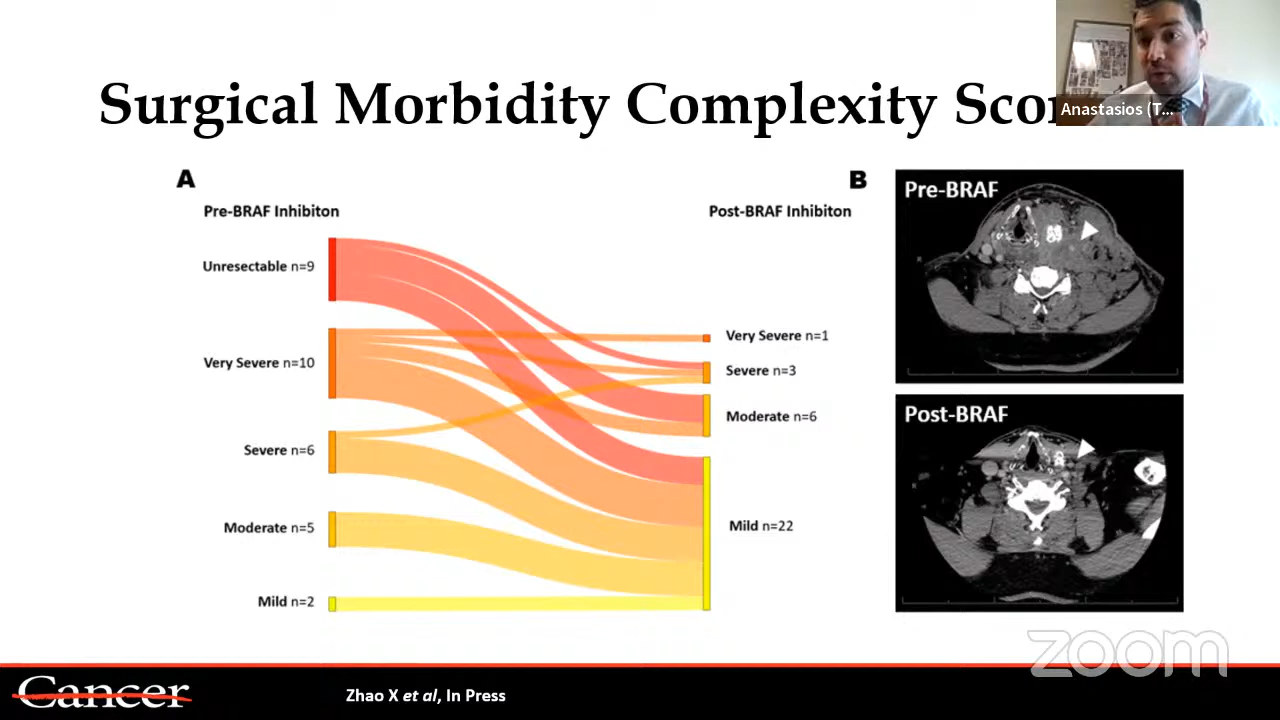 Surgical Morbidity Complexity Scor
Anastasios (T...
A
B
Pre-BRAF Inhibiton
Post-BRAF Inhibiton
Unresectable n=9
Very Severe n=10
Severe n=6
Moderate n=5
Mild n=2
Very Severe n=1
Severe n=3
Moderate n=6
Mild n=22
Pre-BRAF
Post-BRAF
zoom
Cancer
Zhao X et al, In Press